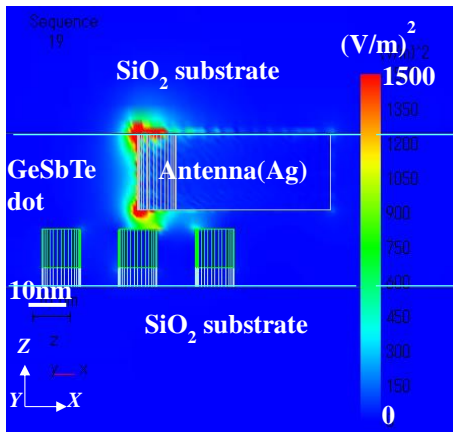 Sequence
19
(V/m)²
SiO₂ substrate
1500
1350
1200
GeSbTe
dot
Antenna(Ag)
900
750
600
10nm
450
SiO₂ substrate
300
Z
150
Y
X
0